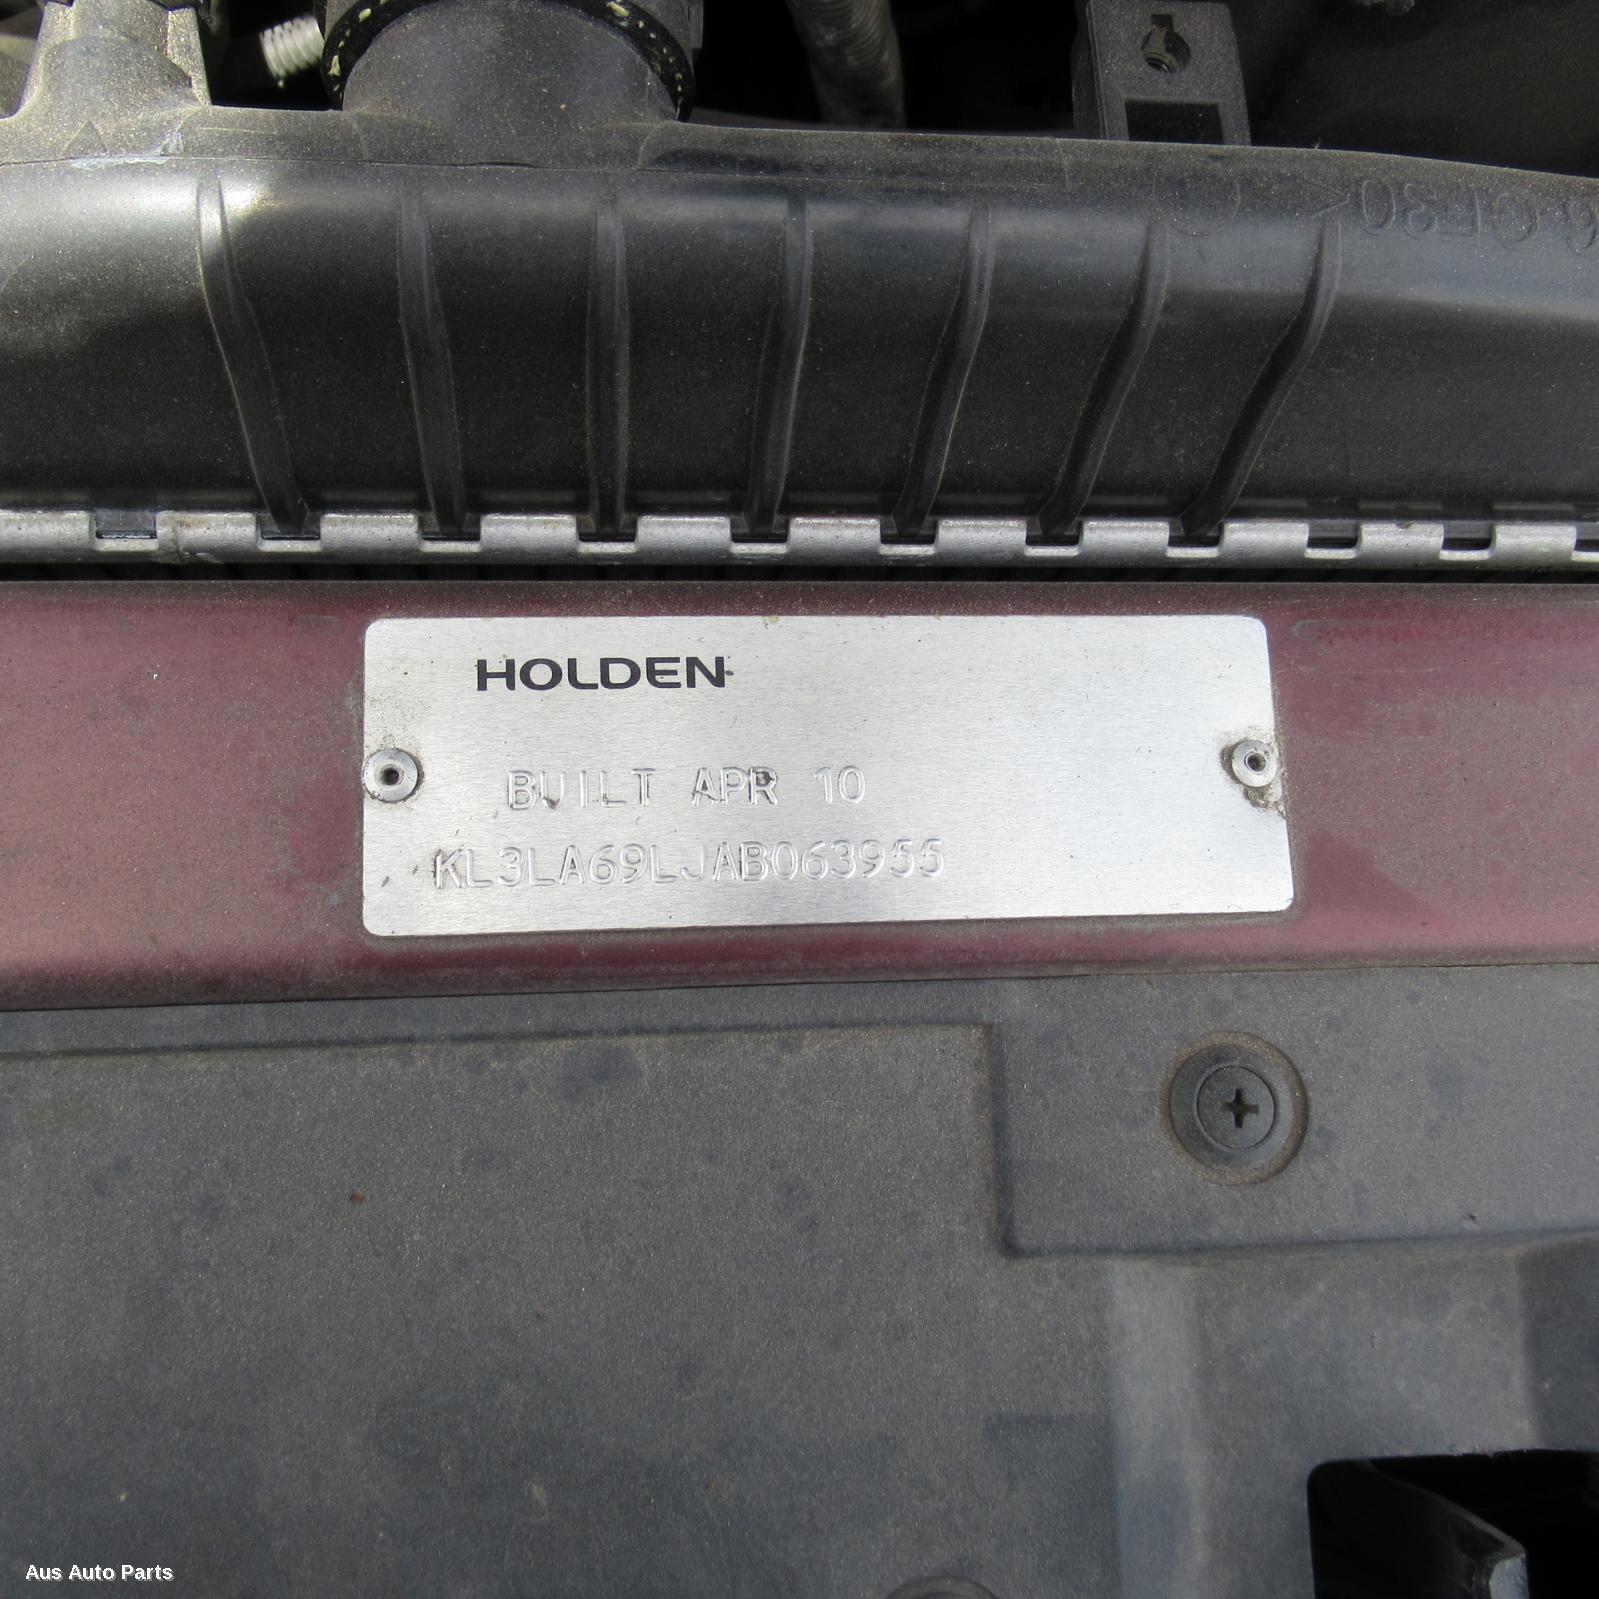 HOLDEN
BUILT APR 10
KL3LA69LJAB063955
Aus Auto Parts